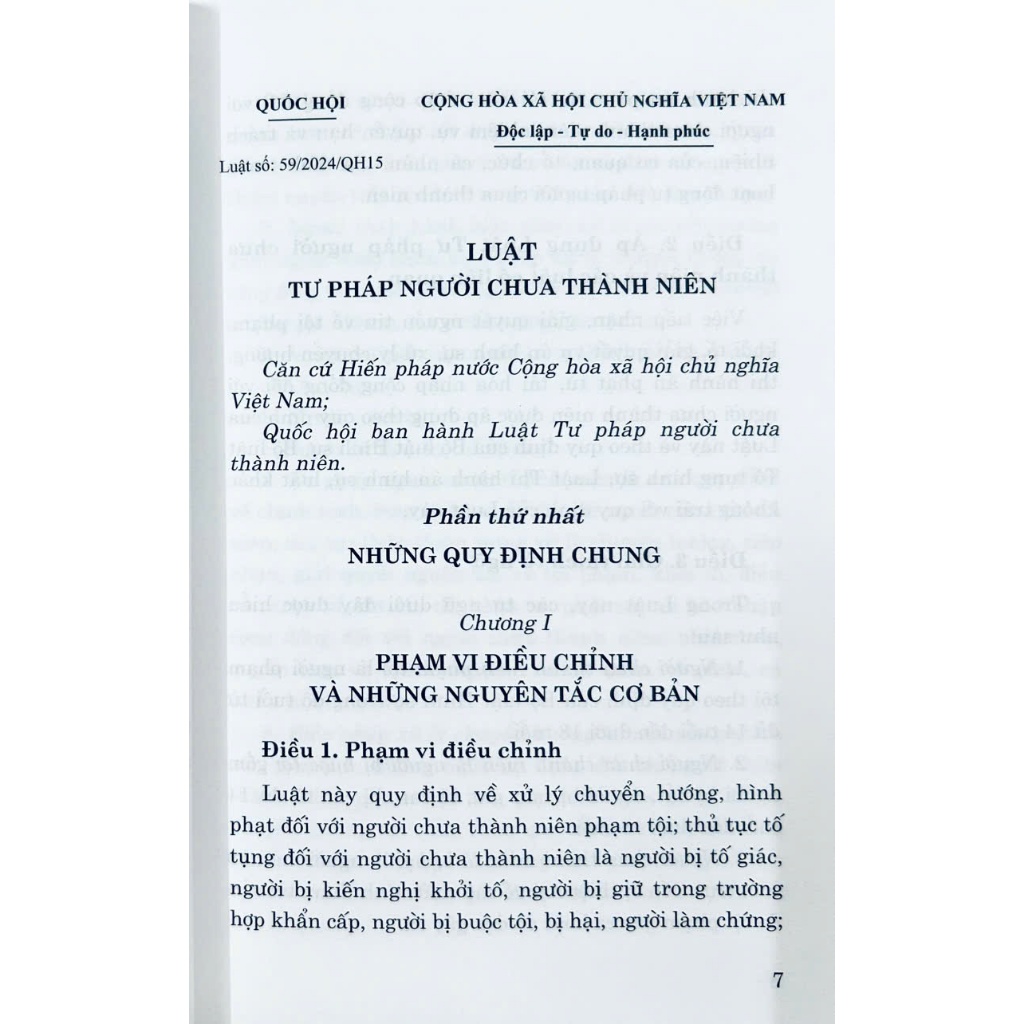 QUỐC HỘI
CỘNG HÒA XÃ HỘI CHỦ NGHĨA VIỆT NAM
Độc lập - Tự do - Hạnh phúc
Luật số: 59/2024/QH15
LUẬT
TƯ PHÁP NGƯỜI CHƯA THÀNH NIÊN
Căn cứ Hiến pháp nước Cộng hòa xã hội chủ nghĩa
Việt Nam;
Quốc hội ban hành Luật Tư pháp người chưa
thành niên.
Phần thứ nhất
NHỮNG QUY ĐỊNH CHUNG
Chương I
PHẠM VI ĐIỀU CHỈNH
VÀ NHỮNG NGUYÊN TẮC CƠ BẢN
Điều 1. Phạm vi điều chỉnh
Luật này quy định về xử lý chuyển hướng, hình
phạt đối với người chưa thành niên phạm tội; thủ tục tố
tụng đối với người chưa thành niên là người bị tố giác,
người bị kiến nghị khởi tố, người bị giữ trong trường
hợp khẩn cấp, người bị buộc tội, bị hại, người làm chứng;
7